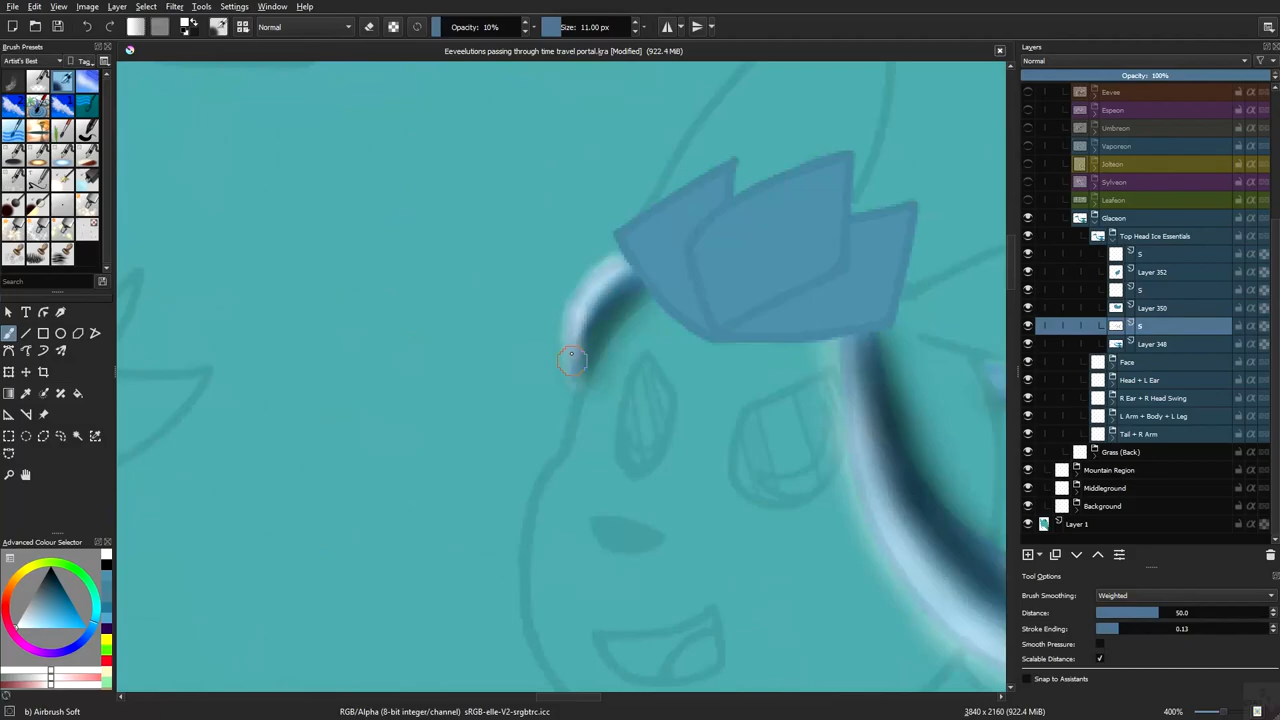 File Edit View Image Layer Select Filter Tools Settings Window Help
Normal
Opacity: 10%
Size: 11.00 px
Eeveelutions passing through time travel portal.kra [Modified] (922.4 MiB)
Brush Presets
Artist's Best
Tag
Search
Advanced Colour Selector
Layers
Normal
Opacity: 100%
Eevee
Espeon
Umbreon
Vaporeon
Jolteon
Sylveon
Leafeon
Glaceon
Top Head Ice Essentials
S
Layer 352
S
Layer 350
S
Layer 348
Face
Head + L Ear
R Ear + R Head Swing
L Arm + Body + L Leg
Tail + R Arm
Grass (Back)
Mountain Region
Middleground
Background
Layer 1
Tool Options
Brush Smoothing: Weighted
Distance: 50.0
Stroke Ending: 0.13
Smooth Pressure:
Scalable Distance:
Snap to Assistants
b) Airbrush Soft
RGB/Alpha (8-bit integer/channel) sRGB-elle-V2-srgbtrc.icc
3840 x 2160 (922.4 MiB)
400%